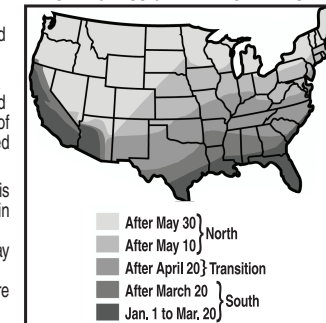 After May 30
After May 10
North
After April 20
Transition
After March 20
Jan. 1 to Mar. 20
South